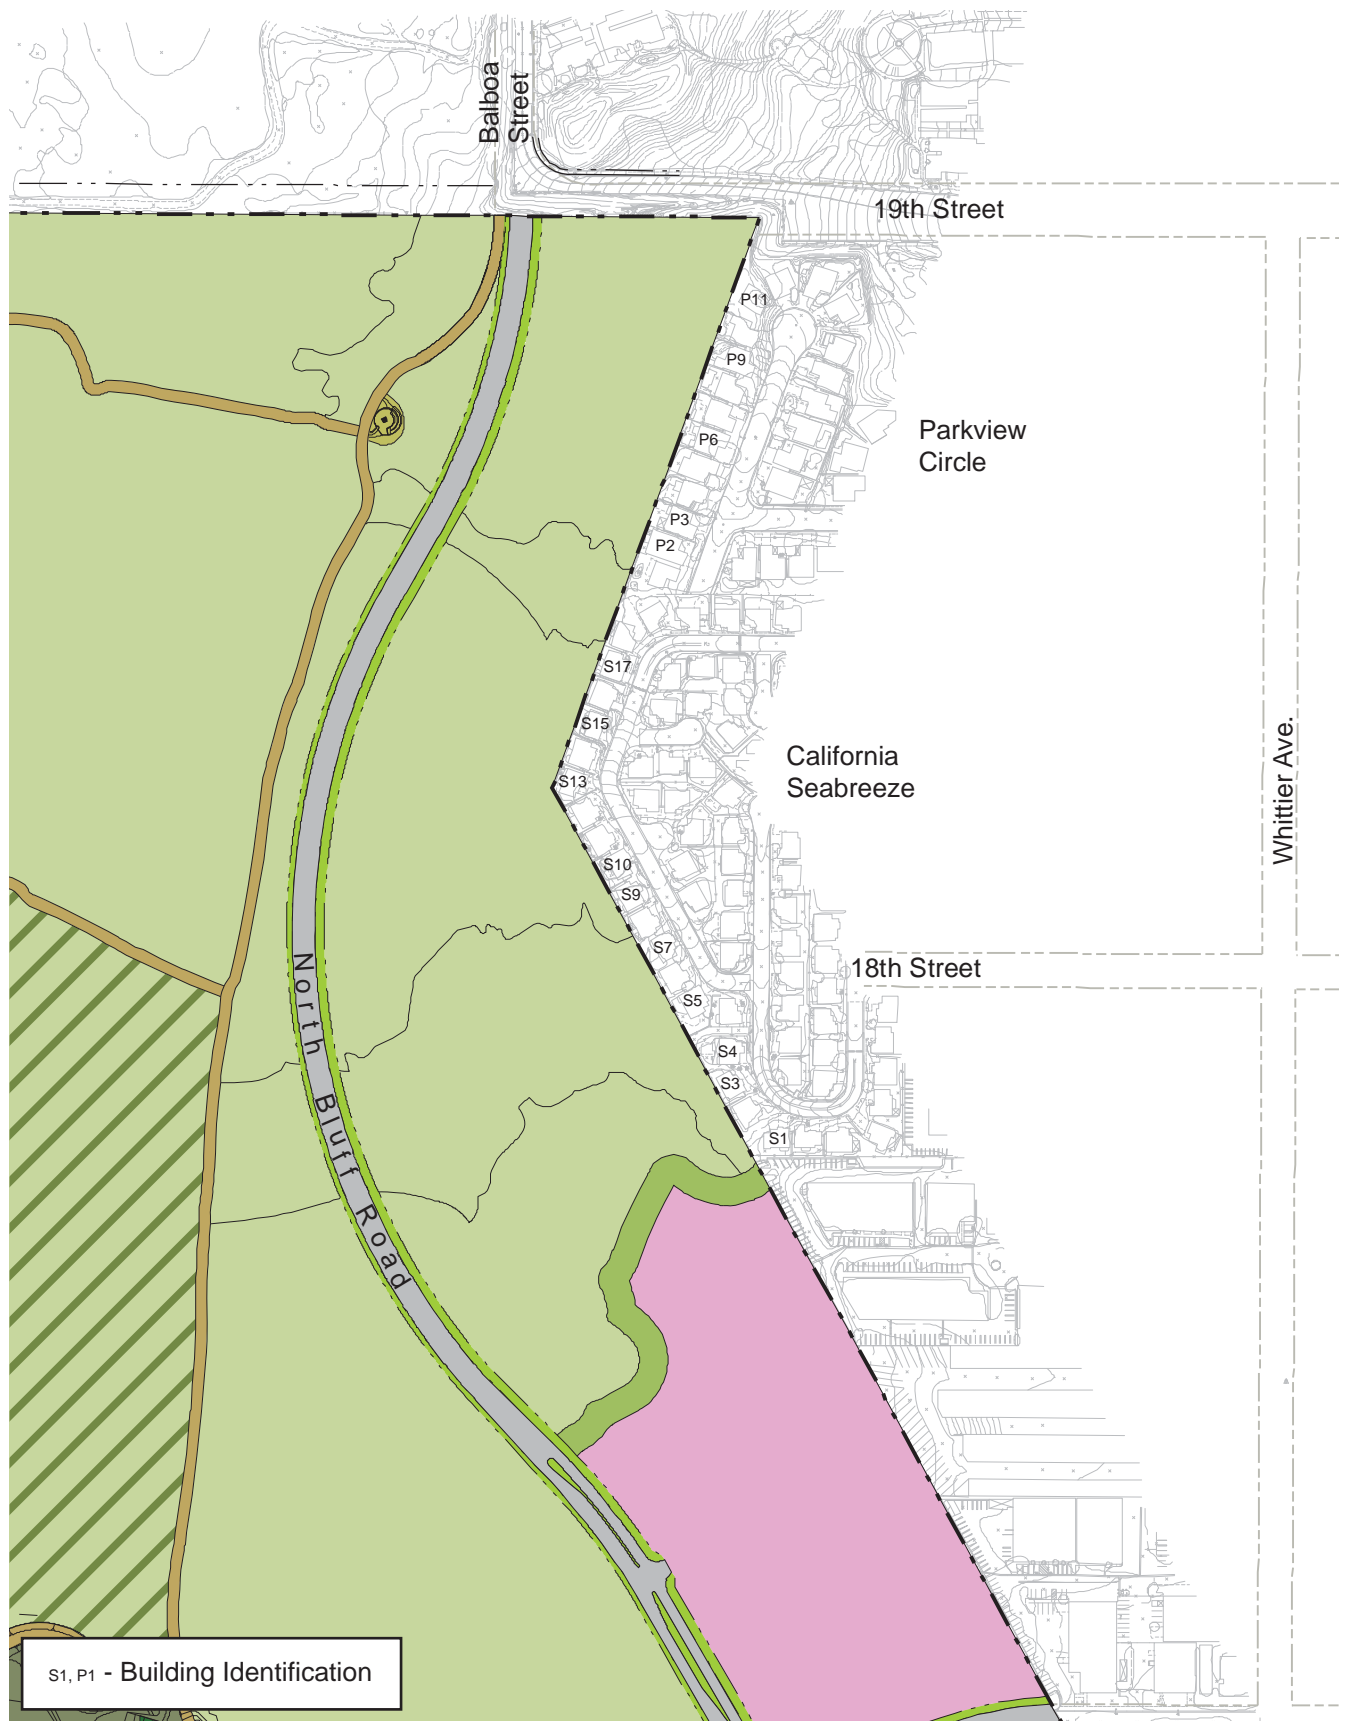 Balboa
Street
19th Street
P11
P9
P6
Parkview
Circle
P3
P2
S17
S15
S13
California
Seabreeze
Whittier Ave.
S10
S9
S7
18th Street
S5
S4
S3
S1
North Bluff Road
S1, P1 - Building Identification